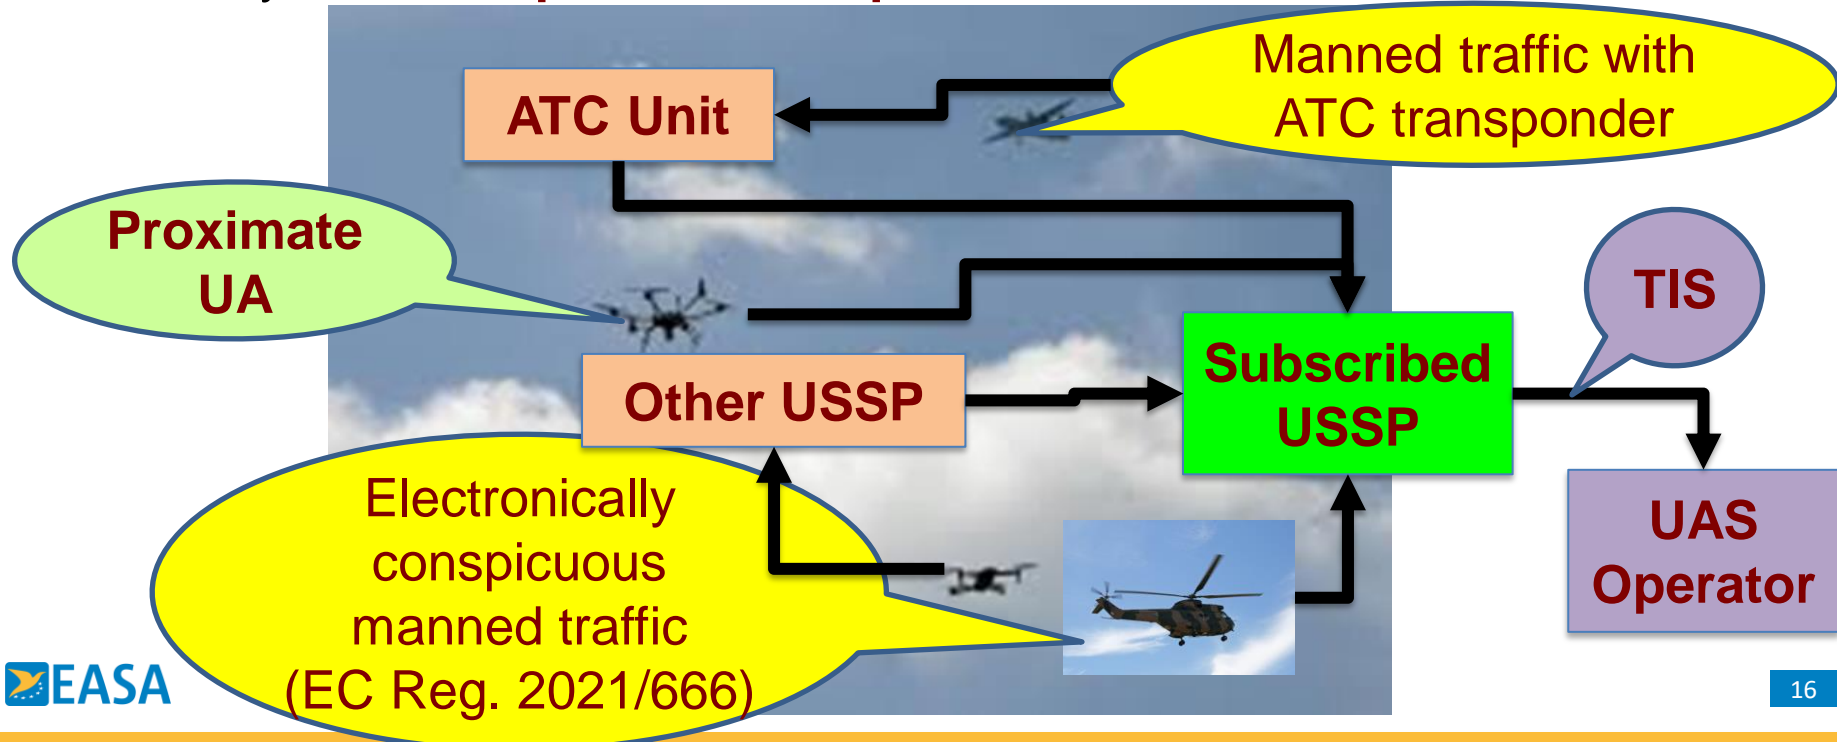 Manned traffic with
ATC transponder
ATC Unit
Proximate
UA
TIS
Subscribed
USSP
Other USSP
Electronically
conspicuous
manned traffic
(EC Reg. 2021/666)
UAS
Operator
EASA
16